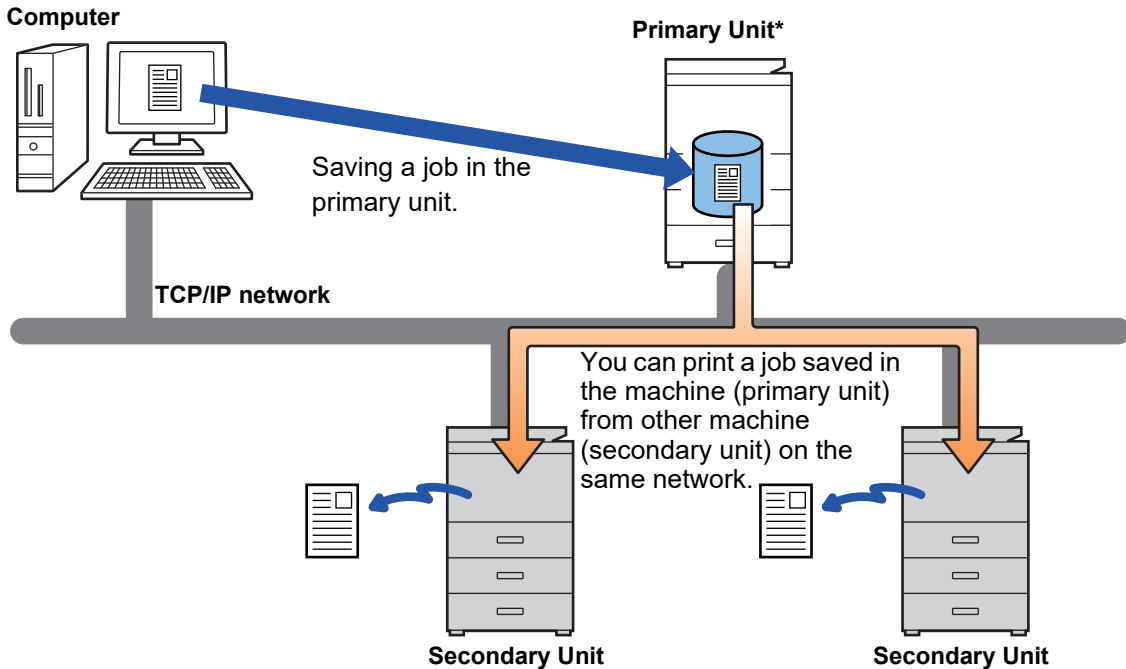 Computer
Primary Unit*
Saving a job in the
primary unit.
TCP/IP network
You can print a job saved in
the machine (primary unit)
from other machine
(secondary unit) on the
same network.
Secondary Unit
Secondary Unit